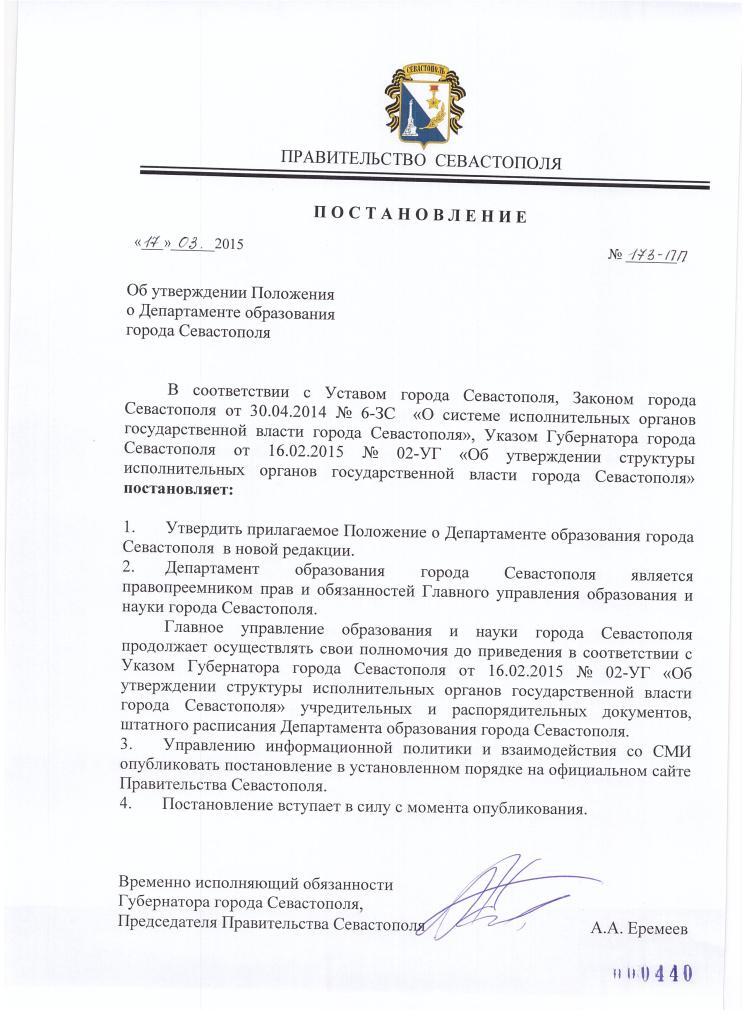 СЕВАСТОПОЛЬ
ПРАВИТЕЛЬСТВО СЕВАСТОПОЛЯ
ПОСТАНОВЛЕНИЕ
«17» 03. 2015
№ 173-ПП
Об утверждении Положения
о Департаменте образования
города Севастополя
В соответствии с Уставом города Севастополя, Законом города
Севастополя от 30.04.2014 № 6-ЗС «О системе исполнительных органов
государственной власти города Севастополя», Указом Губернатора города
Севастополя от 16.02.2015 № 02-УГ «Об утверждении структуры
исполнительных органов государственной власти города Севастополя»
постановляет:
1. Утвердить прилагаемое Положение о Департаменте образования города
Севастополя в новой редакции.
2. Департамент образования города Севастополя является
правопреемником прав и обязанностей Главного управления образования и
науки города Севастополя.
Главное управление образования и науки города Севастополя
продолжает осуществлять свои полномочия до приведения в соответствии с
Указом Губернатора города Севастополя от 16.02.2015 № 02-УГ «Об
утверждении структуры исполнительных органов государственной власти
города Севастополя» учредительных и распорядительных документов,
штатного расписания Департамента образования города Севастополя.
3. Управлению информационной политики и взаимодействия со СМИ
опубликовать постановление в установленном порядке на официальном сайте
Правительства Севастополя.
4. Постановление вступает в силу с момента опубликования.
Временно исполняющий обязанности
Губернатора города Севастополя,
Председателя Правительства Севастополя
А.А. Еремеев
000440